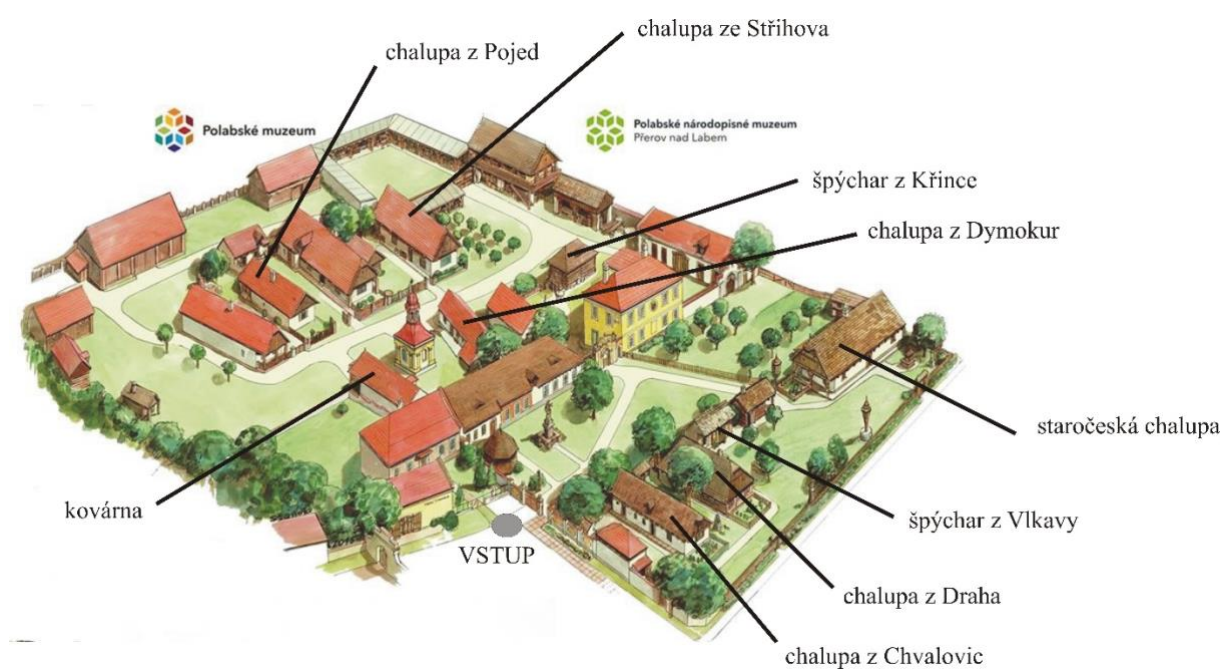 chalupa ze Střihova
chalupa z Pojed
Polabské muzeum
Polabské národopisné muzeum
Přerov nad Labem
špýchar z Křince
chalupa z Dymokur
staročeská chalupa
kovárna
VSTUP
špýchar z Vlkavy
chalupa z Draha
chalupa z Chvalovic